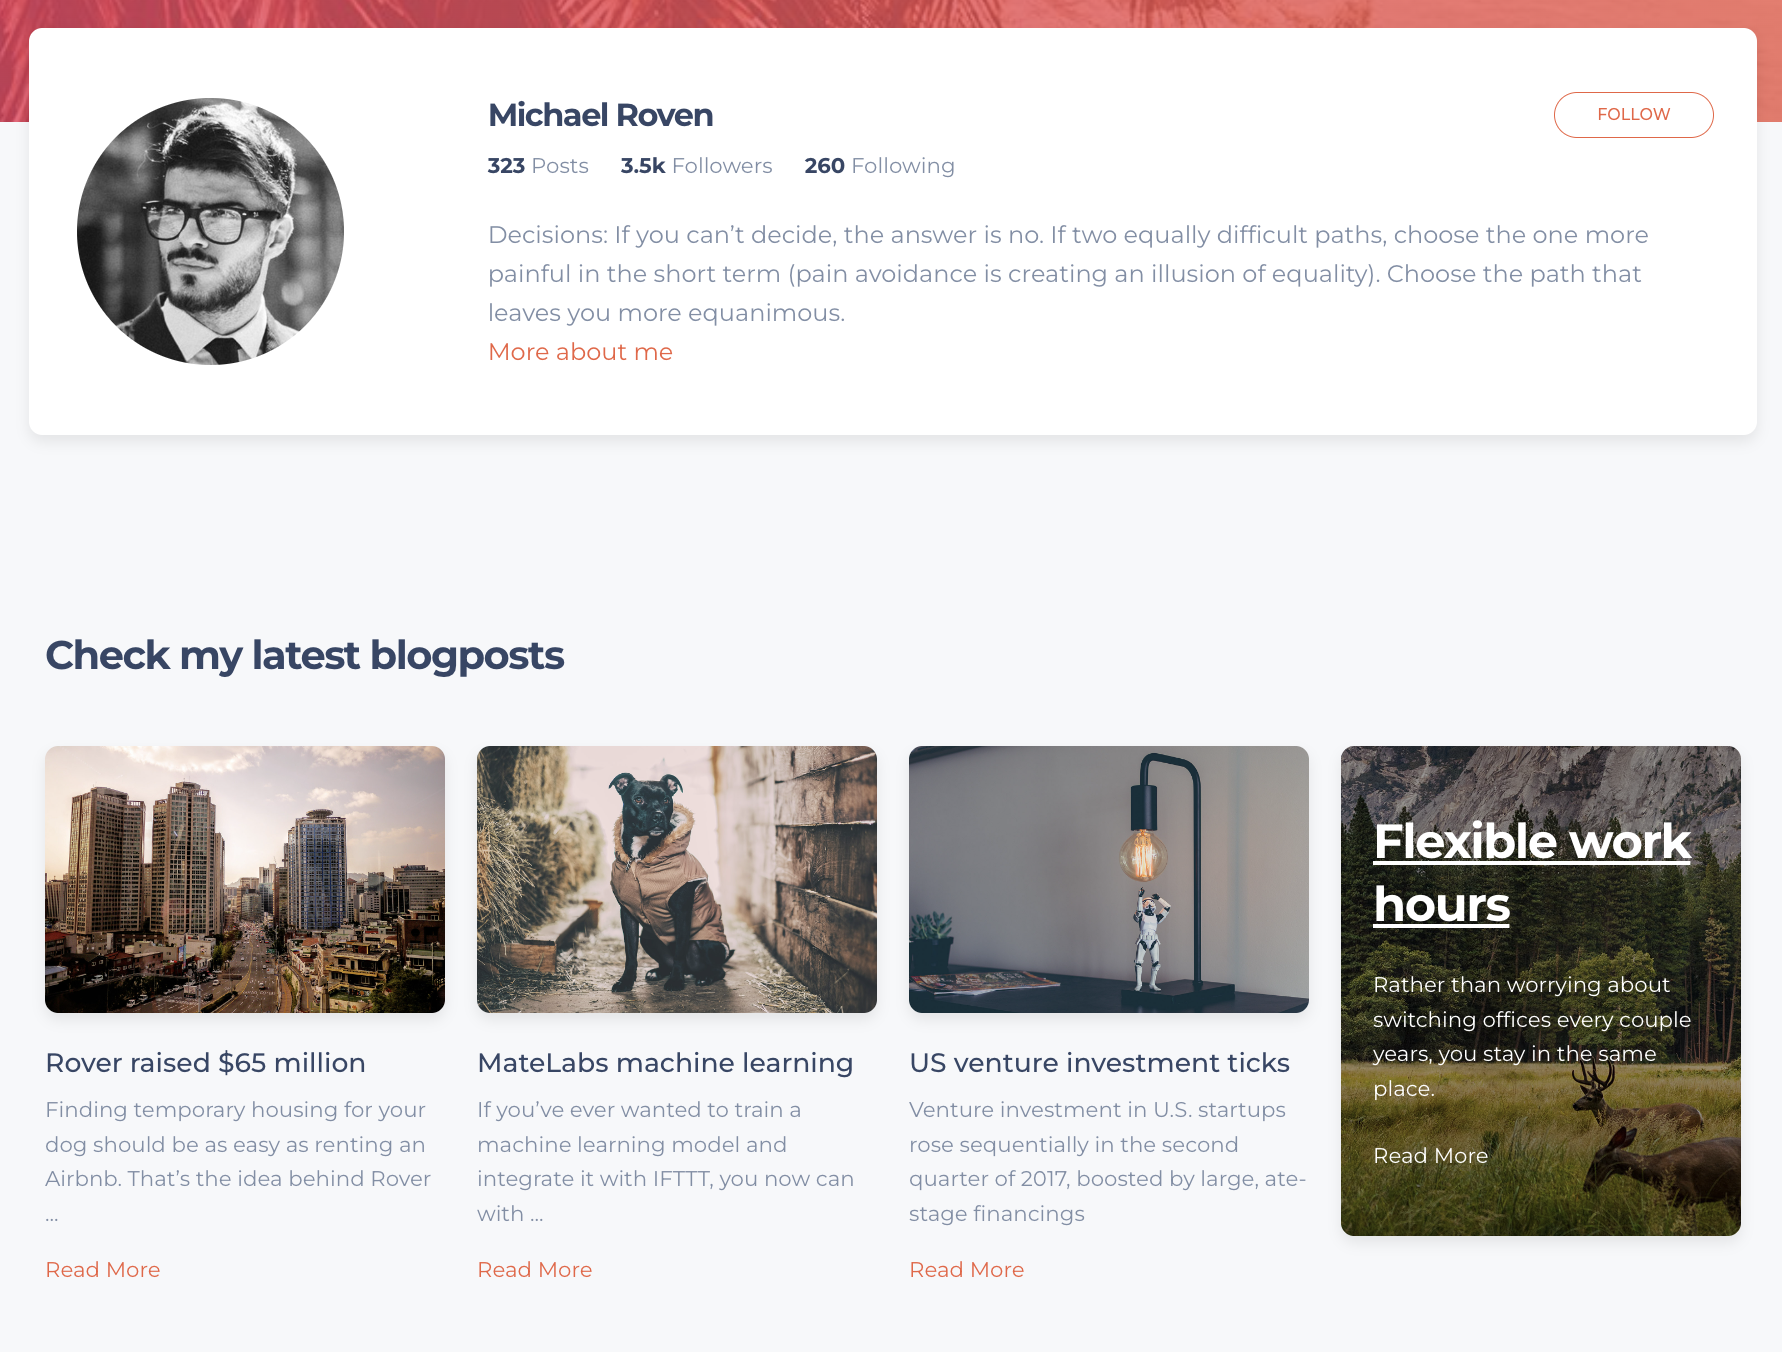 Michael Roven
FOLLOW
323 Posts 3.5k Followers 260 Following
Decisions: If you can’t decide, the answer is no. If two equally difficult paths, choose the one more
painful in the short term (pain avoidance is creating an illusion of equality). Choose the path that
leaves you more equanimous.
More about me
Check my latest blogposts
Rover raised $65 million
Finding temporary housing for your
dog should be as easy as renting an
Airbnb. That’s the idea behind Rover
...
Read More
MateLabs machine learning
If you’ve ever wanted to train a
machine learning model and
integrate it with IFTTT, you now can
with ...
Read More
US venture investment ticks
Venture investment in U.S. startups
rose sequentially in the second
quarter of 2017, boosted by large, ate-
stage financings
Read More
Flexible work
hours
Rather than worrying about
switching offices every couple
years, you stay in the same
place.
Read More